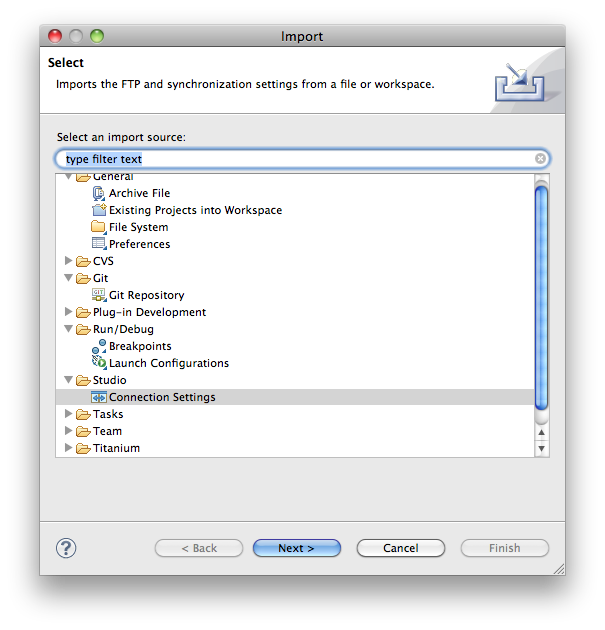 Import
Select
Imports the FTP and synchronization settings from a file or workspace.
Select an import source:
type filter text
General
Archive File
Existing Projects into Workspace
File System
Preferences
CVS
Git
GIT
Git Repository
Plug-in Development
Run/Debug
Breakpoints
Launch Configurations
Studio
Connection Settings
Tasks
Team
Titanium
?
< Back
Next >
Cancel
Finish